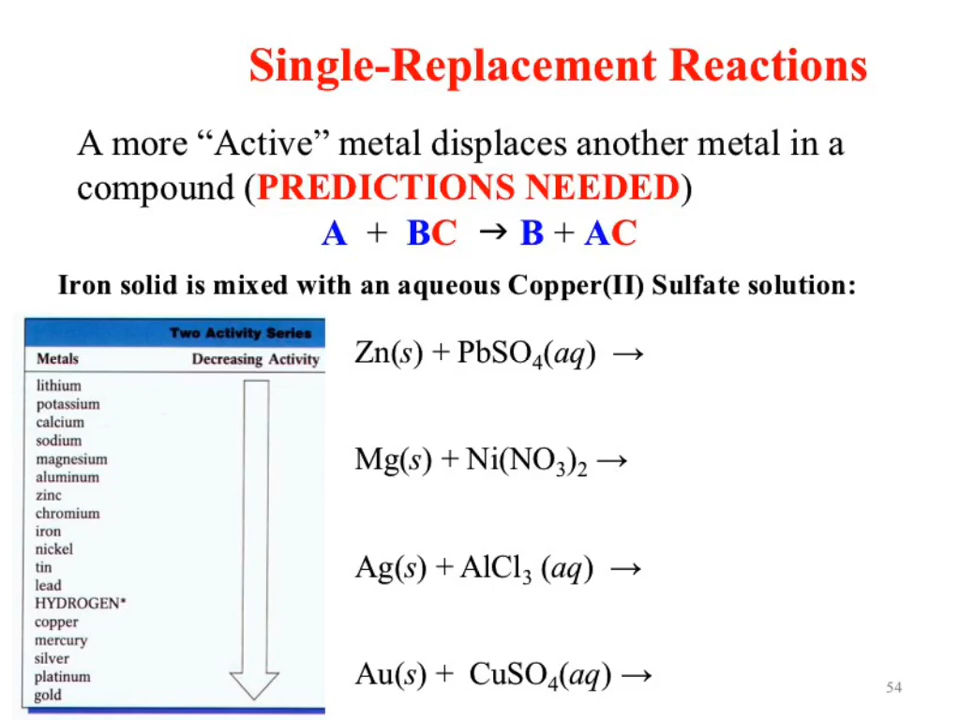 Single-Replacement Reactions
A more “Active” metal displaces another metal in a
compound (PREDICTIONS NEEDED)
A + BC → B + AC
Iron solid is mixed with an aqueous Copper(II) Sulfate solution:
Two Activity Series
Metals Decreasing Activity
lithium
potassium
calcium
sodium
magnesium
aluminum
zinc
chromium
iron
nickel
tin
lead
HYDROGEN*
copper
mercury
silver
platinum
gold
Zn(s) + PbSO₄(aq) →
Mg(s) + Ni(NO₃)₂ →
Ag(s) + AlCl₃ (aq) →
Au(s) + CuSO₄(aq) →
54